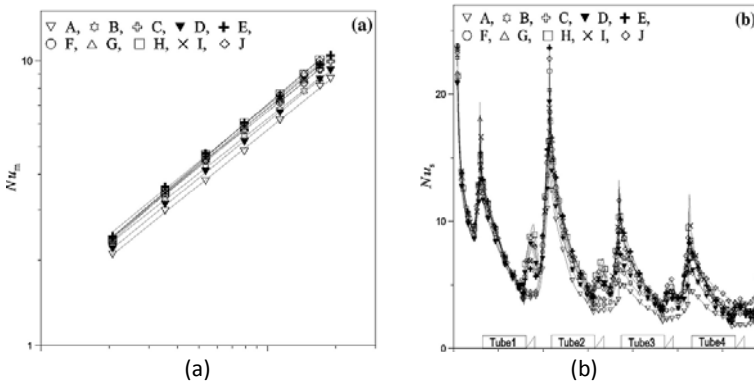 (a)
▽ A, ✡ B, ✙ C, ▼ D, ✚ E,
○ F, △ G, □ H, × I, ◇ J
10
Nu_m
1
(a)
(b)
▽ A, ✡ B, ✙ C, ▼ D, ✚ E,
○ F, △ G, □ H, × I, ◇ J
20
Nu_s
10
0
Tube1 Tube2 Tube3 Tube4
(b)